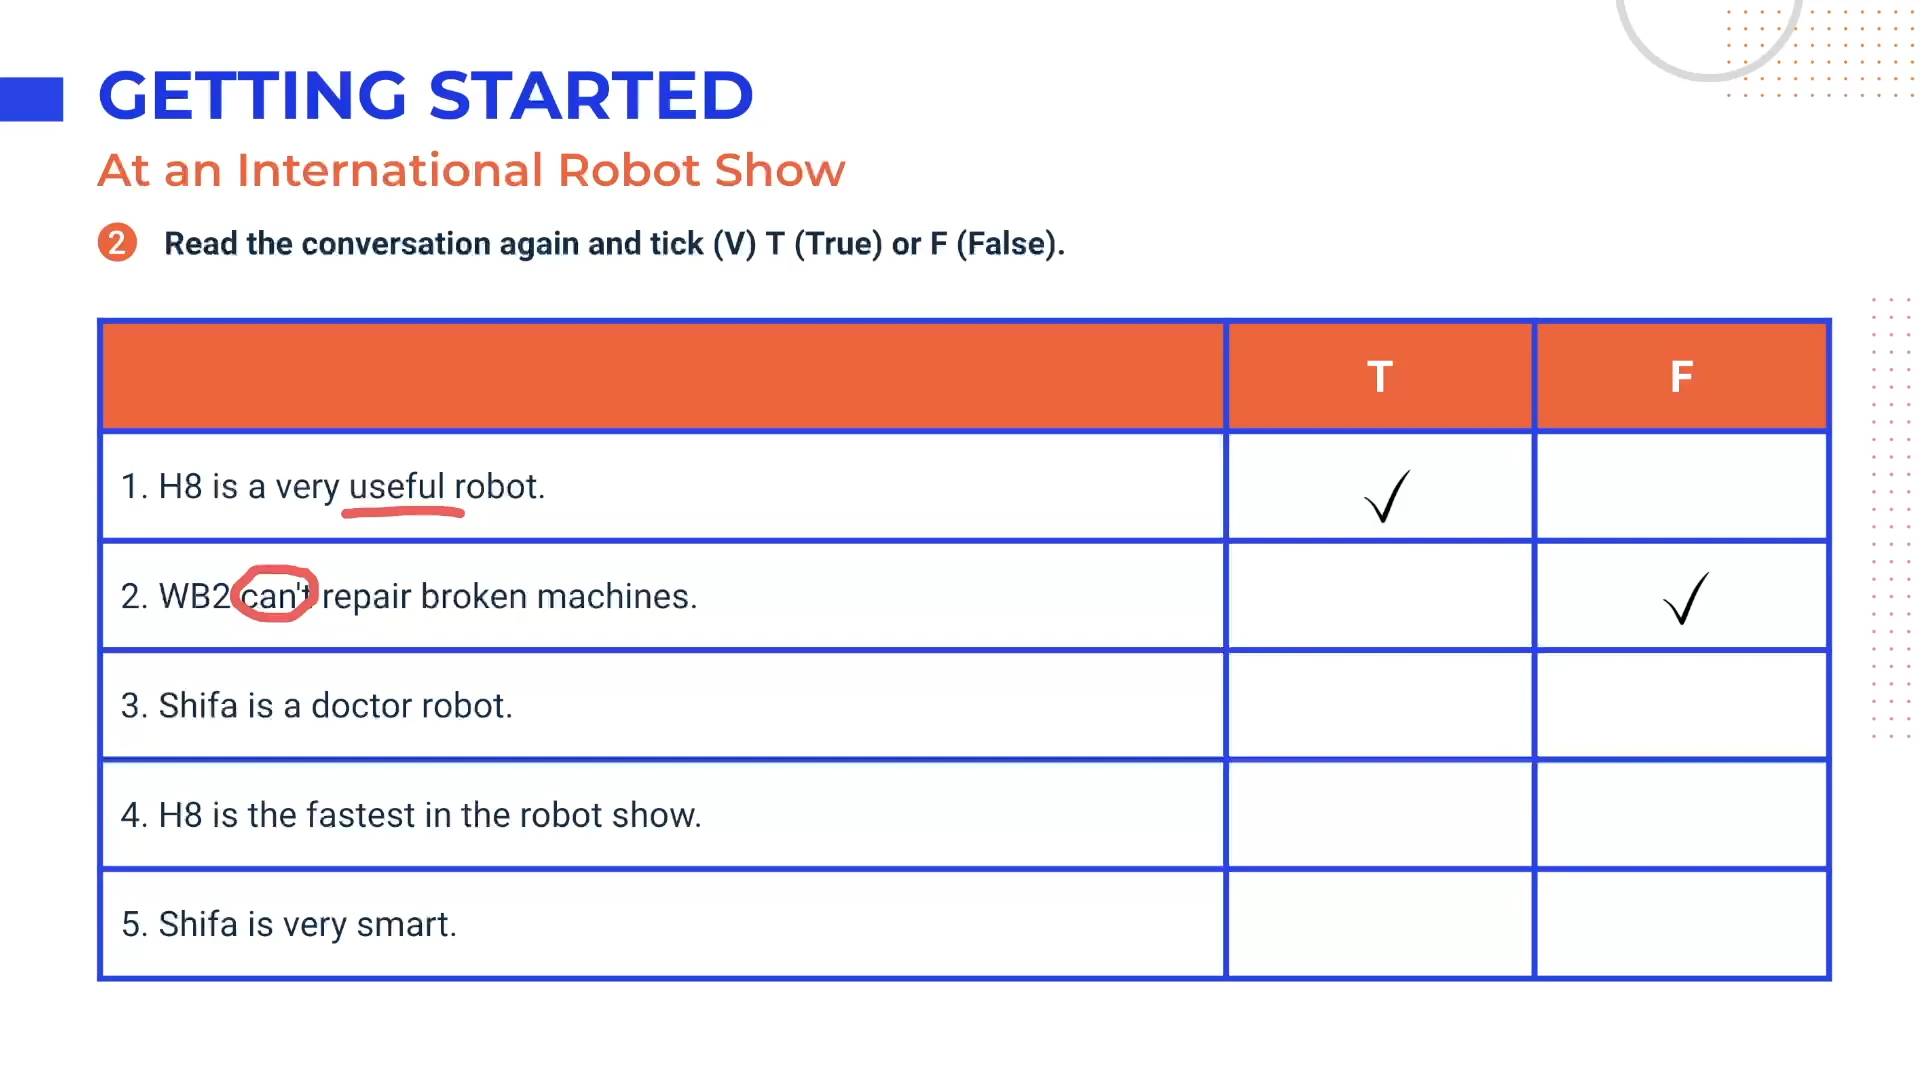 GETTING STARTED
At an International Robot Show
2 Read the conversation again and tick (V) T (True) or F (False).
T F
1. H8 is a very useful robot. ✓
2. WB2 can't repair broken machines. ✓
3. Shifa is a doctor robot.
4. H8 is the fastest in the robot show.
5. Shifa is very smart.